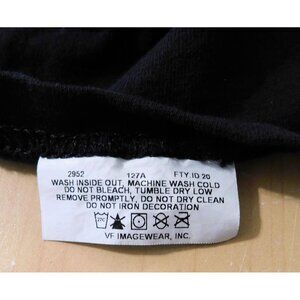 2952 127A FTY.ID 20
WASH INSIDE OUT, MACHINE WASH COLD
DO NOT BLEACH, TUMBLE DRY LOW
REMOVE PROMPTLY, DO NOT DRY CLEAN
DO NOT IRON DECORATION
VF IMAGEWEAR, INC.